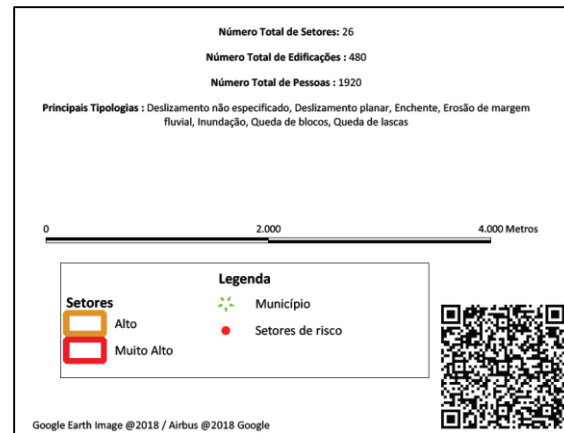 Número Total de Setores: 26
Número Total de Edificações : 480
Número Total de Pessoas : 1920
Principais Tipologias : Deslizamento não especificado, Deslizamento planar, Enchente, Erosão de margem
fluvial, Inundação, Queda de blocos, Queda de lascas
0 2.000 4.000 Metros
Legenda
Setores
Alto
Muito Alto
Município
Setores de risco
Google Earth Image @2018 / Airbus @2018 Google